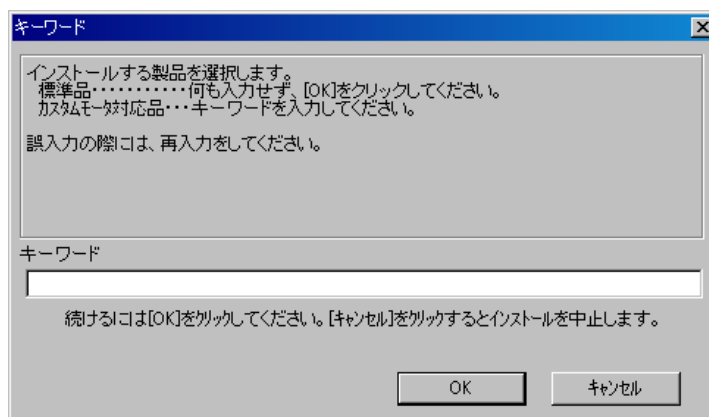 キーワード
インストールする製品を選択します。
標準品・・・・・・・・・・・何も入力せず、[OK]をクリックしてください。
ｶｽﾀﾑﾓｰﾀ対応品・・・キーワードを入力してください。
誤入力の際には、再入力をしてください。
キーワード
続けるには[OK]をｸﾘｯｸしてください。[ｷｬﾝｾﾙ]をｸﾘｯｸするとｲﾝｽﾄｰﾙを中止します。
OK
ｷｬﾝｾﾙ